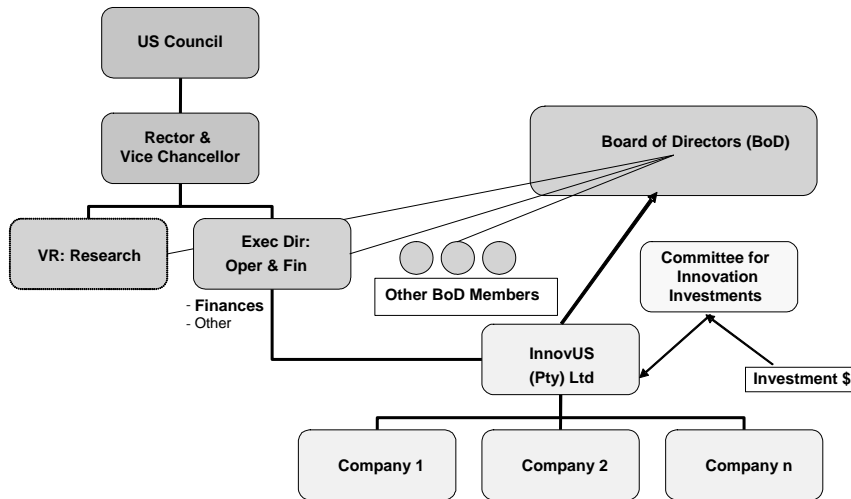 US Council
Rector &
Vice Chancellor
Board of Directors (BoD)
VR: Research
Exec Dir:
Oper & Fin
- Finances
- Other
Other BoD Members
Committee for
Innovation
Investments
InnovUS
(Pty) Ltd
Investment $
Company 1
Company 2
Company n